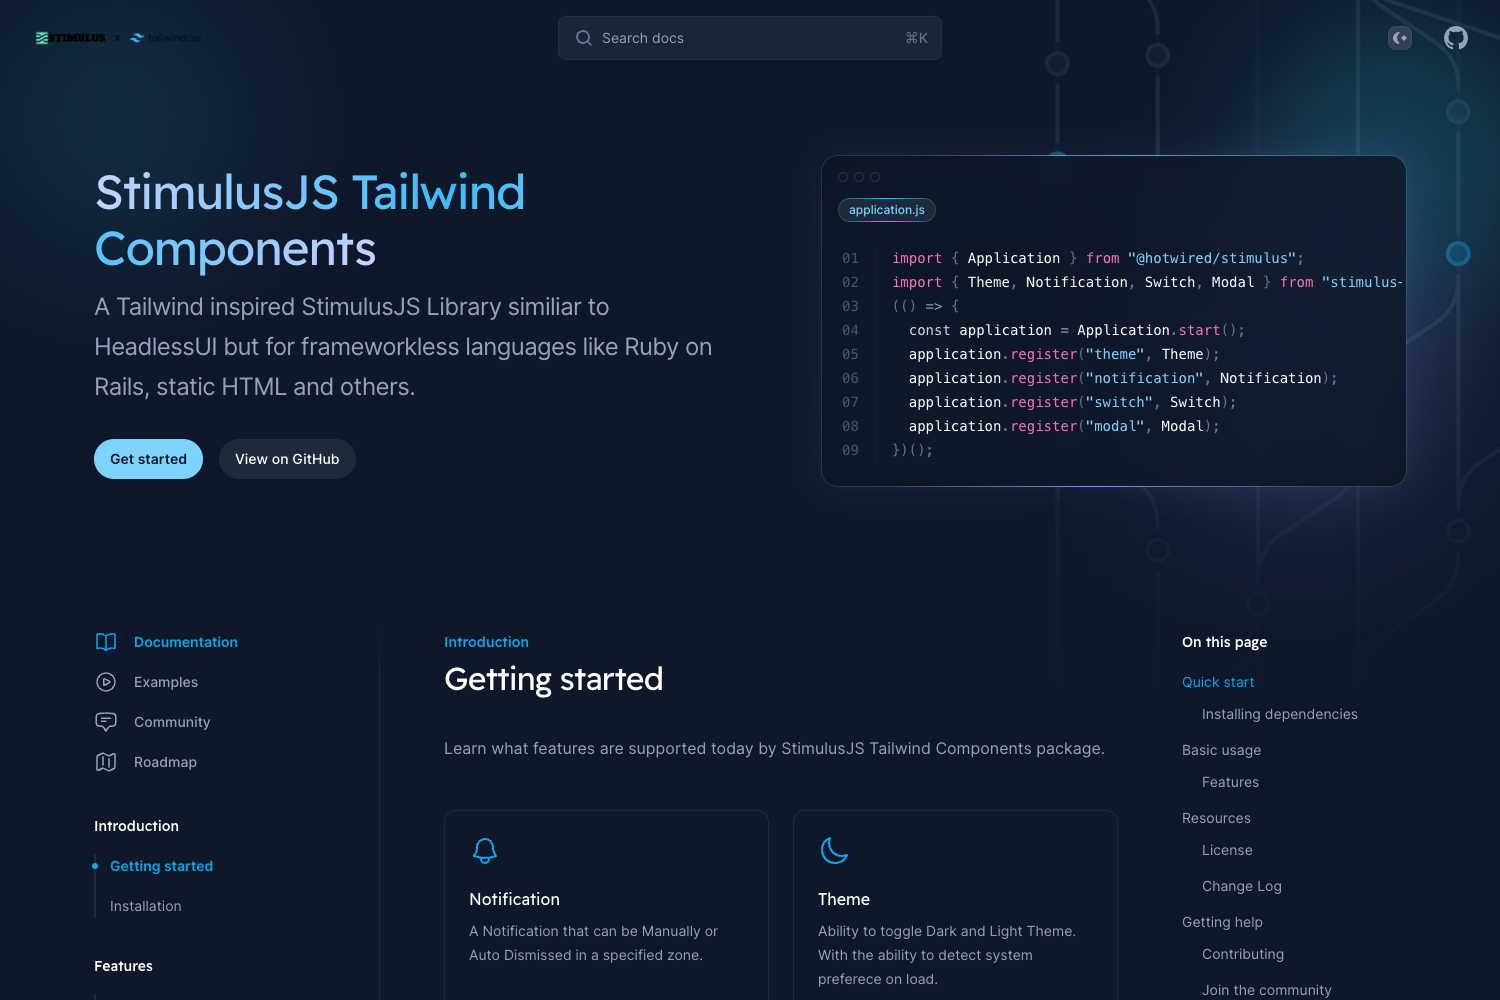 STIMULUS x tailwindcss
Search docs ⌘K
StimulusJS Tailwind
Components
A Tailwind inspired StimulusJS Library similiar to
HeadlessUI but for frameworkless languages like Ruby on
Rails, static HTML and others.
Get started
View on GitHub
application.js
01 import { Application } from "@hotwired/stimulus";
02 import { Theme, Notification, Switch, Modal } from "stimulus-
03 (() => {
04 const application = Application.start();
05 application.register("theme", Theme);
06 application.register("notification", Notification);
07 application.register("switch", Switch);
08 application.register("modal", Modal);
09 })();
Documentation
Examples
Community
Roadmap
Introduction
Getting started
Installation
Features
Introduction
Getting started
Learn what features are supported today by StimulusJS Tailwind Components package.
Notification
A Notification that can be Manually or
Auto Dismissed in a specified zone.
Theme
Ability to toggle Dark and Light Theme.
With the ability to detect system
preferece on load.
On this page
Quick start
Installing dependencies
Basic usage
Features
Resources
License
Change Log
Getting help
Contributing
Join the community